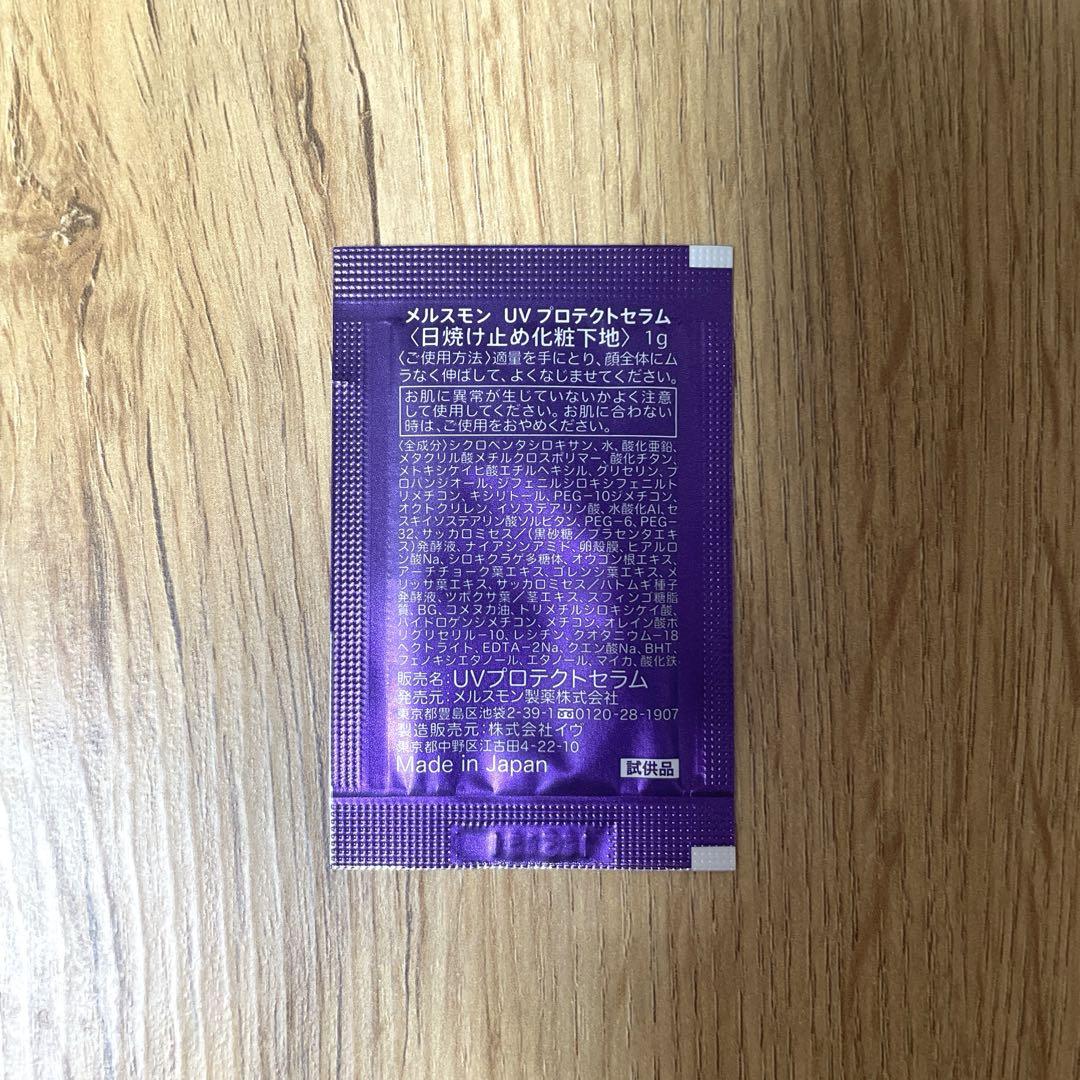 メルスモン UVプロテクトセラム
〈日焼け止め化粧下地〉1g
〈ご使用方法〉適量を手にとり、顔全体にム
ラなく伸ばして、よくなじませてください。
お肌に異常が生じていないかよく注意
して使用してください。お肌に合わない
時は、ご使用をおやめください。
〈全成分〉シクロペンタシロキサン、水、酸化亜鉛、
メタクリル酸メチルクロスポリマー、酸化チタン、
メトキシケイヒ酸エチルヘキシル、グリセリン、プ
ロパンジオール、ジフェニルシロキシフェニルト
リメチコン、キシリトール、PEG-10ジメチコン、
オクトクリレン、イソステアリン酸、水酸化Al、セ
スキイソステアリン酸ソルビタン、PEG-6、PEG-
32、サッカロミセス/(黒砂糖/プラセンタエキ
ス)発酵液、ナイアシンアミド、卵殻膜、ヒアルロ
ン酸Na、シロキクラゲ多糖体、オウゴン根エキス、
アーチチョーク葉エキス、ゴレンシ葉エキス、メ
リッサ葉エキス、サッカロミセス/ハトムギ種子
発酵液、ツボクサ葉/茎エキス、スフィンゴ糖脂
質、BG、コメヌカ油、トリメチルシロキシケイ酸、
ハイドロゲンジメチコン、メチコン、オレイン酸ポ
リグリセリル-10、レシチン、クオタニウム-18
ヘクトライト、EDTA-2Na、クエン酸Na、BHT、
フェノキシエタノール、エタノール、マイカ、酸化鉄
販売名:UVプロテクトセラム
発売元:メルスモン製薬株式会社
東京都豊島区池袋2-39-1 0120-28-1907
製造販売元:株式会社イヴ
東京都中野区江古田4-22-10
Made in Japan
試供品